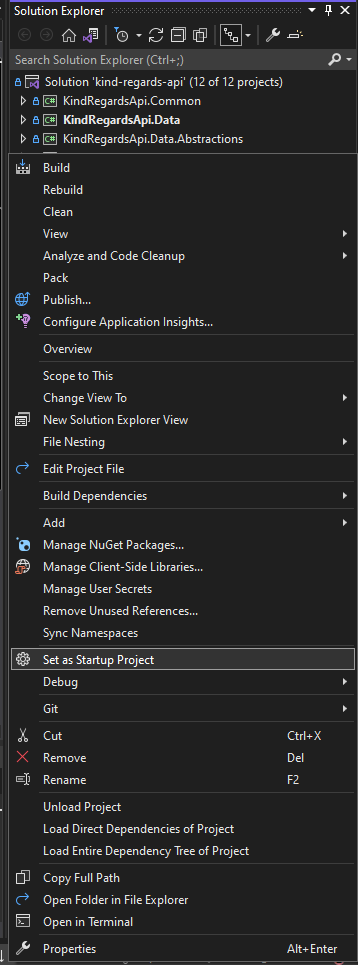 Solution Explorer
Search Solution Explorer (Ctrl+;)
Solution 'kind-regards-api' (12 of 12 projects)
C# KindRegardsApi.Common
C# KindRegardsApi.Data
C# KindRegardsApi.Data.Abstractions
Build
Rebuild
Clean
View
Analyze and Code Cleanup
Pack
Publish...
Configure Application Insights...
Overview
Scope to This
Change View To
New Solution Explorer View
File Nesting
Edit Project File
Build Dependencies
Add
Manage NuGet Packages...
Manage Client-Side Libraries...
Manage User Secrets
Remove Unused References...
Sync Namespaces
Set as Startup Project
Debug
Git
Cut Ctrl+X
Remove Del
Rename F2
Unload Project
Load Direct Dependencies of Project
Load Entire Dependency Tree of Project
Copy Full Path
Open Folder in File Explorer
Open in Terminal
Properties Alt+Enter